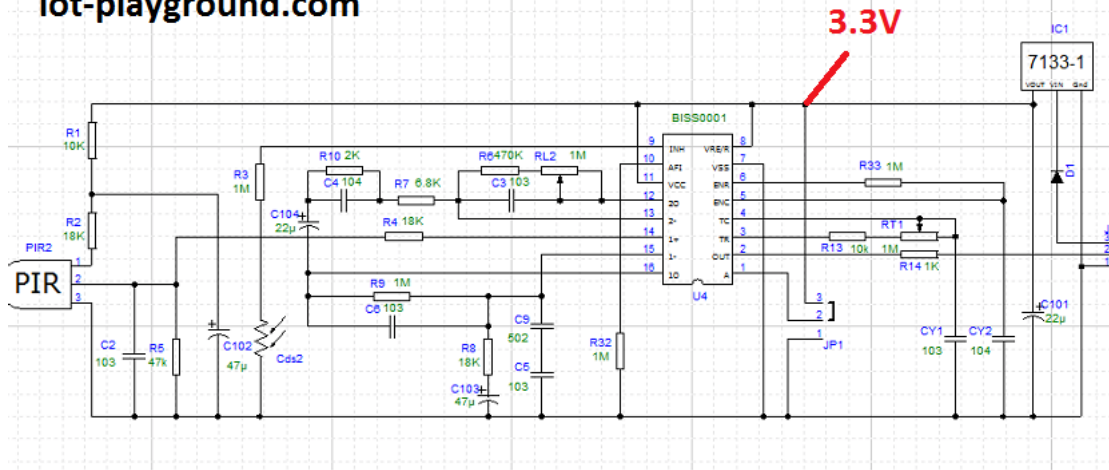 iot-playground.com
3.3V
IC1
7133-1
VOUT VIN GND
BISS0001
R1
10K
R10 2K
R6 470K RL2 1M
9 INH VRE/R 8
10 AFI VSS 7
11 VCC ENR 6
12 2O ENC 5
13 2- TC 4
14 1+ TR 3
15 1- OUT 2
16 1O A 1
U4
R33 1M
D1
R3
1M
C4 104
R7 6.8K
C3 103
C104
22µ
R4 18K
R2
18K
RT1
R13 10k 1M
R14 1K
PIR2
PIR
1
2
3
R9 1M
C6 103
3
2
1
JP1
C101
22µ
C9
502
C2
103
R5
47k
C102
47µ
Cds2
R8
18K
C5
103
R32
1M
CY1
103
CY2
104
C103
47µ